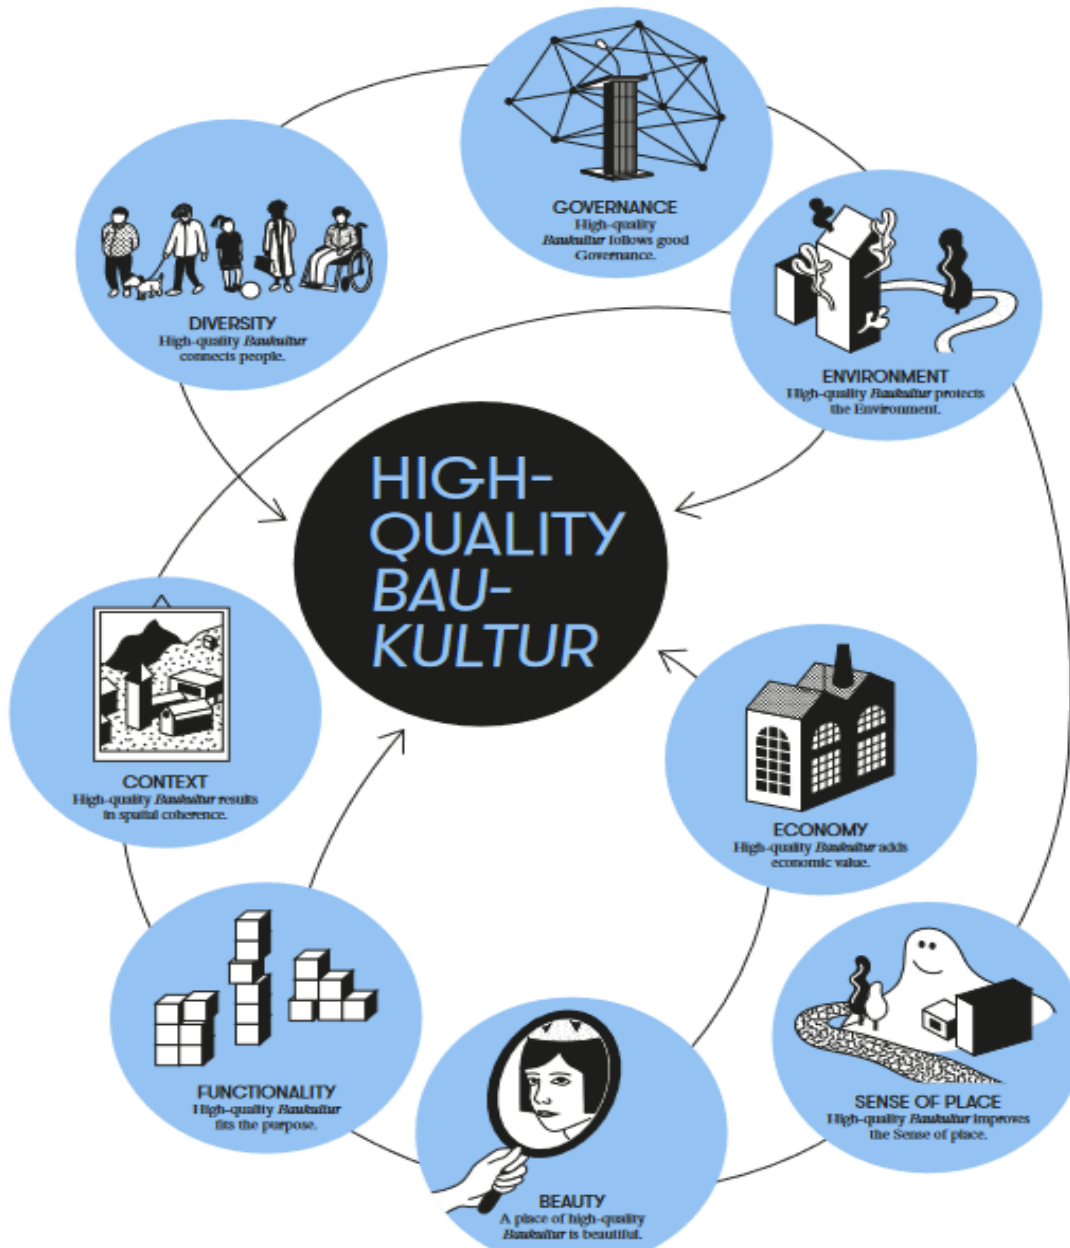 GOVERNANCE
High-quality
Baukultur follows good
Governance.
DIVERSITY
High-quality Baukultur
connects people.
ENVIRONMENT
High-quality Baukultur protects
the Environment.
HIGH-
QUALITY
BAU-
KULTUR
CONTEXT
High-quality Baukultur results
in spatial coherence.
ECONOMY
High-quality Baukultur adds
economic value.
FUNCTIONALITY
High-quality Baukultur
fits the purpose.
SENSE OF PLACE
High-quality Baukultur improves
the Sense of place.
BEAUTY
A place of high-quality
Baukultur is beautiful.